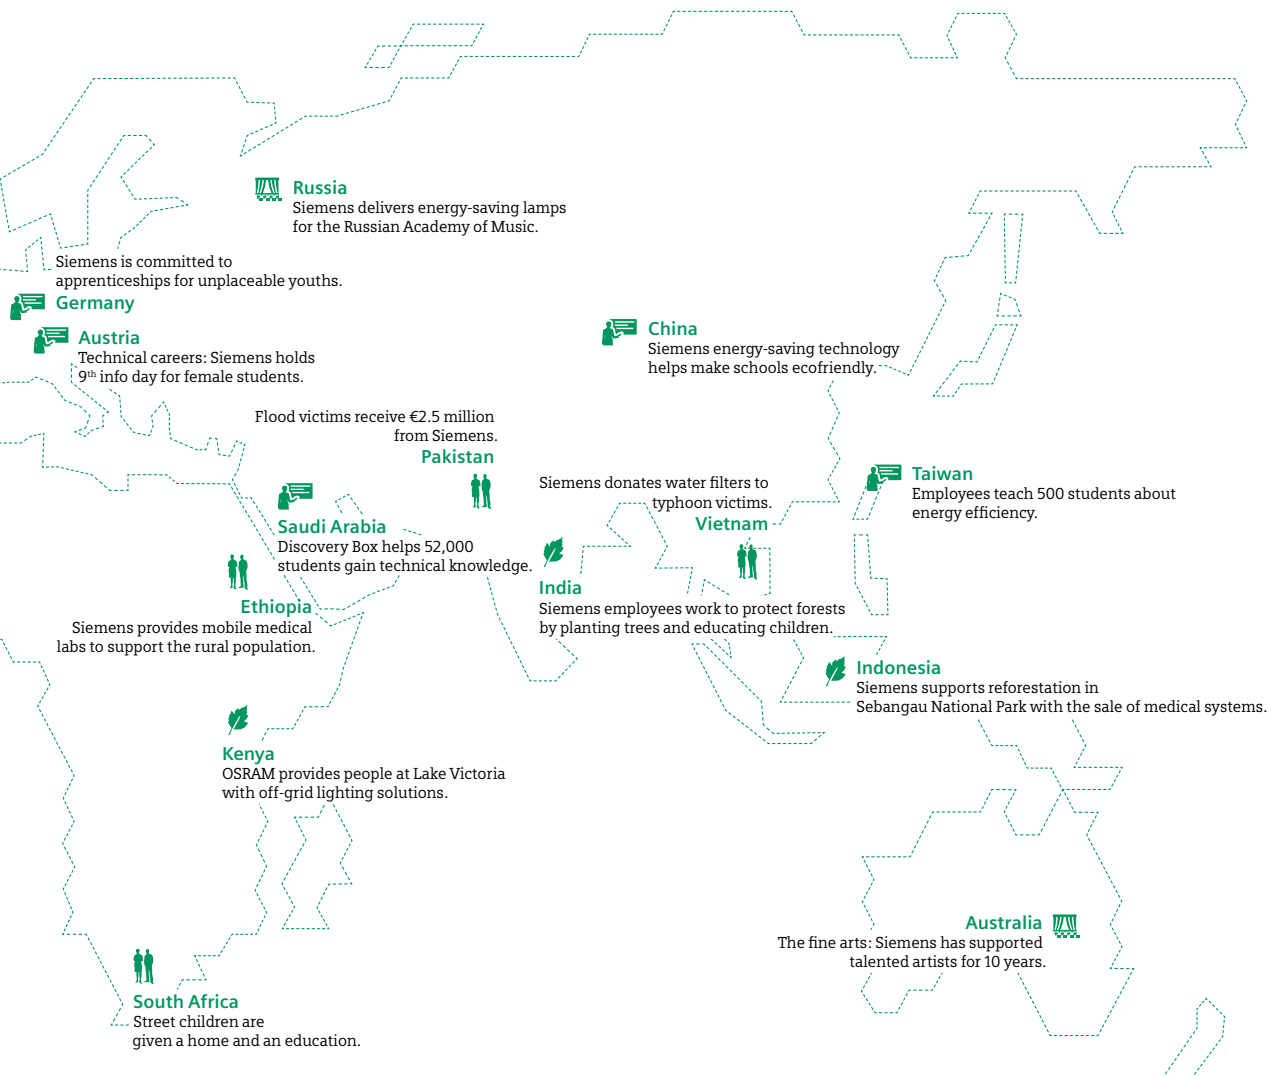 Russia
Siemens delivers energy-saving lamps
for the Russian Academy of Music.
Siemens is committed to
apprenticeships for unplaceable youths.
Germany
Austria
Technical careers: Siemens holds
9th info day for female students.
China
Siemens energy-saving technology
helps make schools ecofriendly.
Flood victims receive €2.5 million
from Siemens.
Pakistan
Siemens donates water filters to
typhoon victims.
Vietnam
Taiwan
Employees teach 500 students about
energy efficiency.
Saudi Arabia
Discovery Box helps 52,000
students gain technical knowledge.
India
Siemens employees work to protect forests
by planting trees and educating children.
Ethiopia
Siemens provides mobile medical
labs to support the rural population.
Indonesia
Siemens supports reforestation in
Sebangau National Park with the sale of medical systems.
Kenya
OSRAM provides people at Lake Victoria
with off-grid lighting solutions.
Australia
The fine arts: Siemens has supported
talented artists for 10 years.
South Africa
Street children are
given a home and an education.